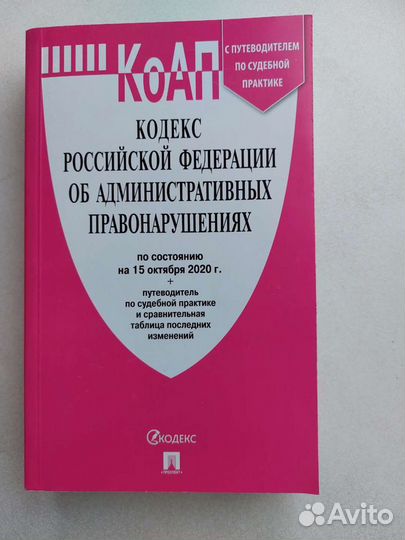 КоАП
С ПУТЕВОДИТЕЛЕМ
ПО СУДЕБНОЙ
ПРАКТИКЕ
КОДЕКС
РОССИЙСКОЙ ФЕДЕРАЦИИ
ОБ АДМИНИСТРАТИВНЫХ
ПРАВОНАРУШЕНИЯХ
по состоянию
на 15 октября 2020 г.
+
путеводитель
по судебной практике
и сравнительная
таблица последних
изменений
КОДЕКС
ПРОСПЕКТ
Avito